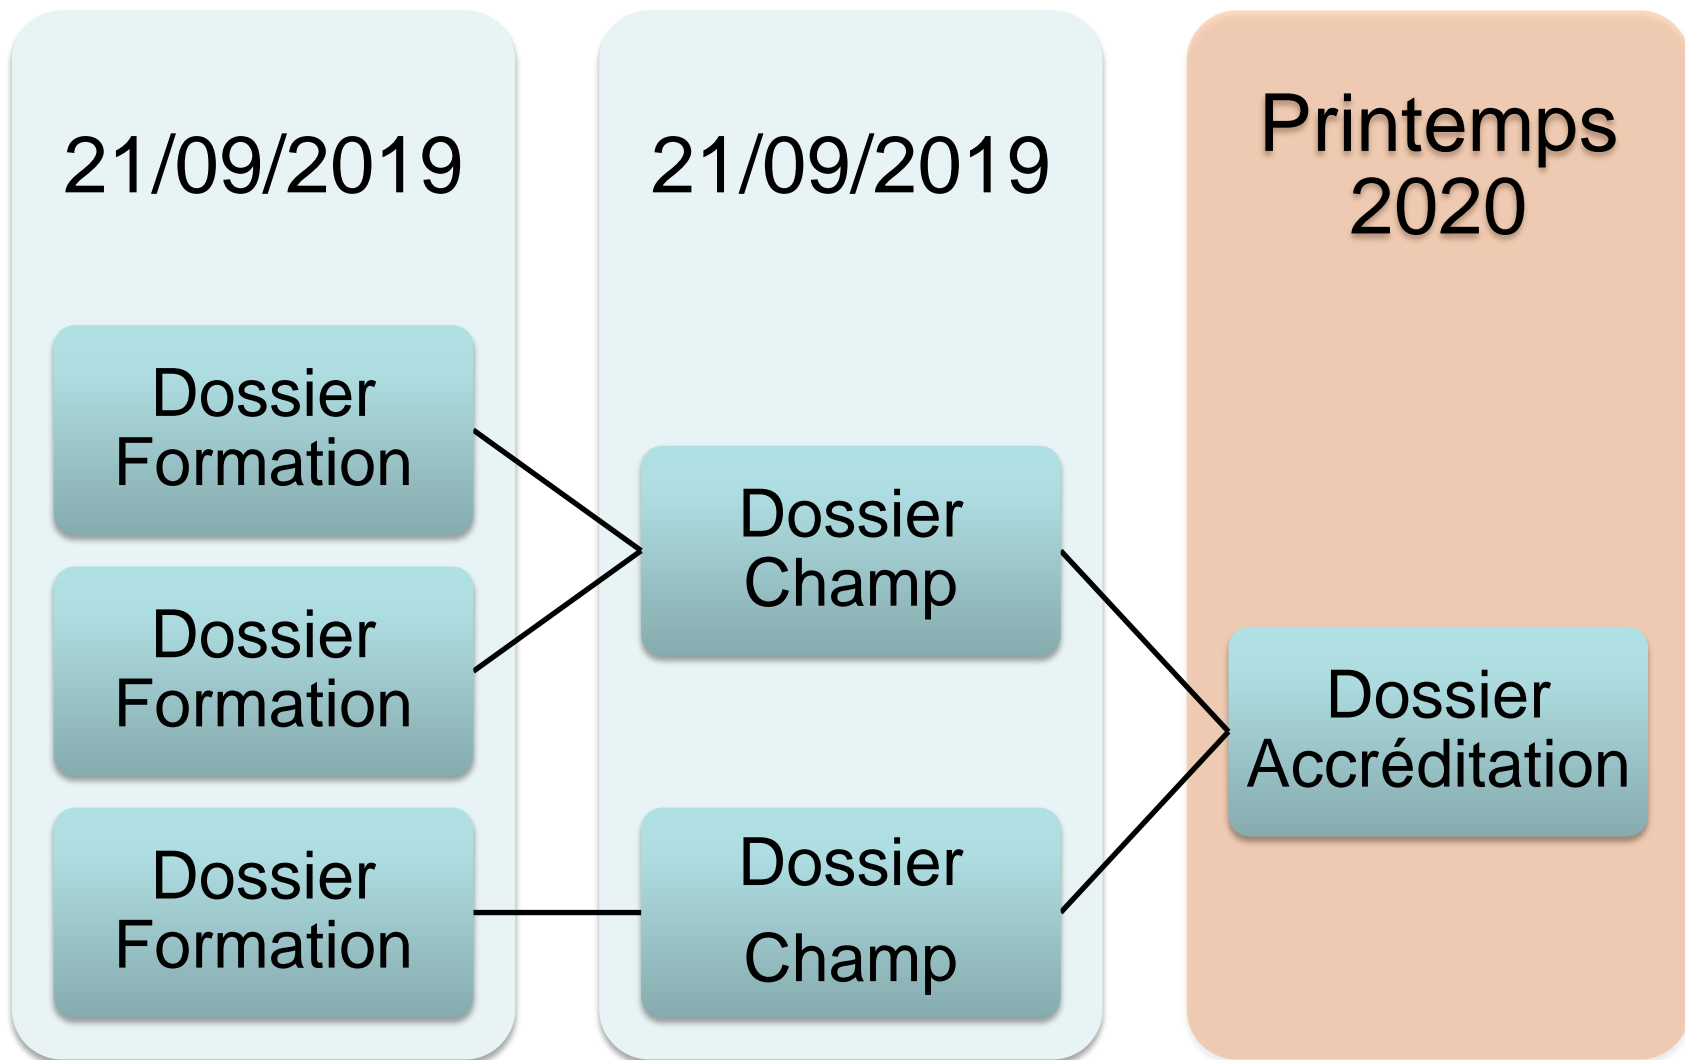 21/09/2019
Dossier
Formation
Dossier
Formation
Dossier
Formation
21/09/2019
Dossier
Champ
Dossier
Champ
Printemps
2020
Dossier
Accréditation